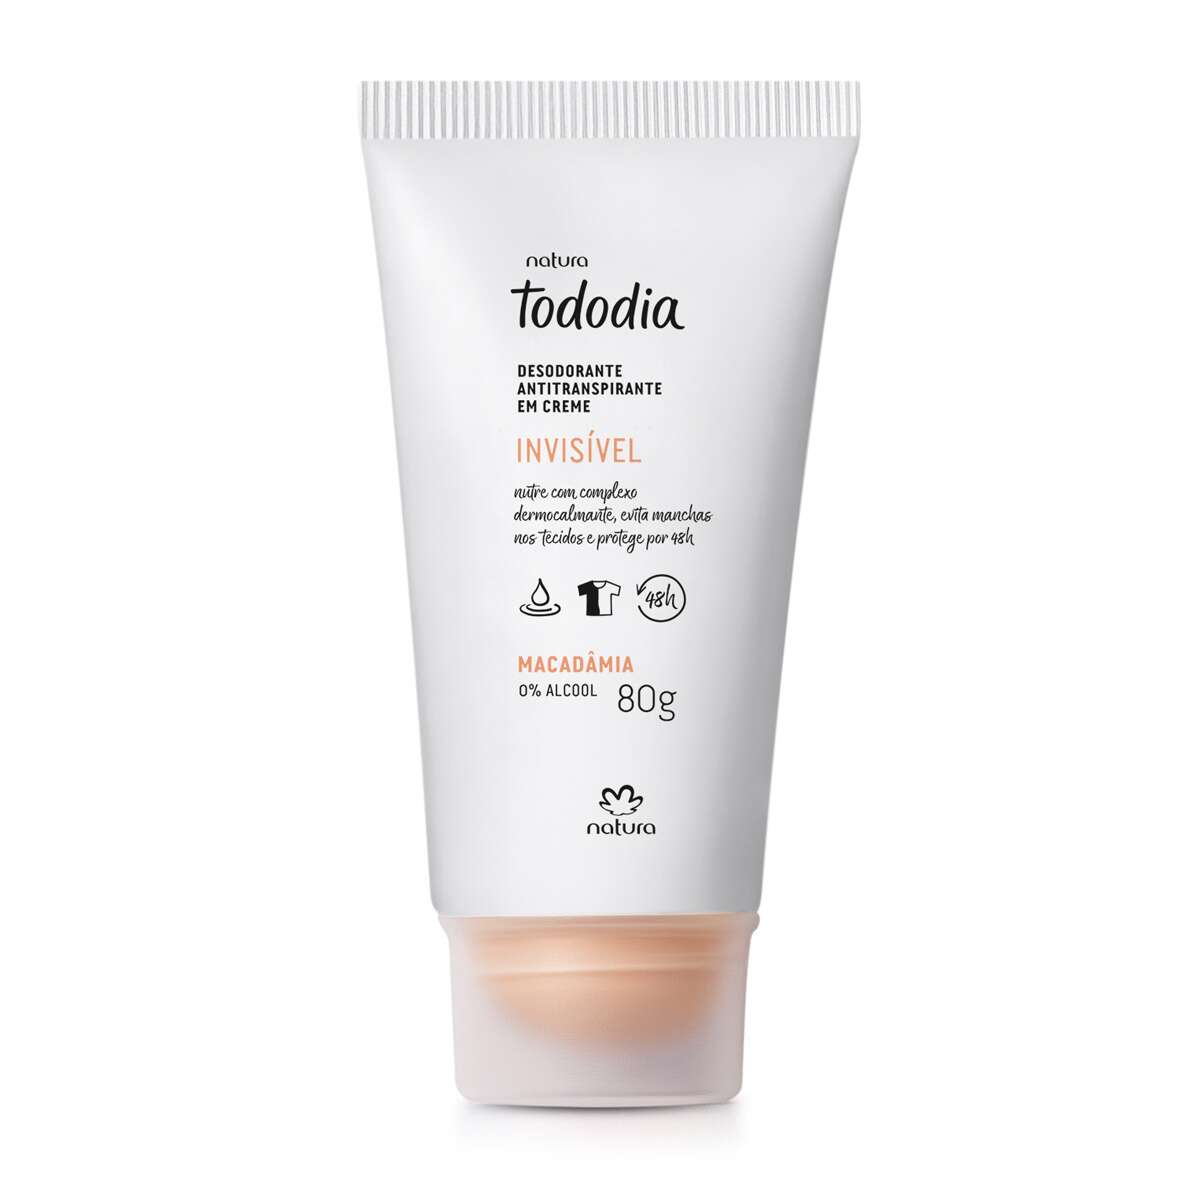 natura
tododia
DESODORANTE
ANTITRANSPIRANTE
EM CREME
INVISÍVEL
nutre com complexo
dermocalmante, evita manchas
nos tecidos e protege por 48h
48h
MACADÂMIA
0% ALCOOL 80g
natura